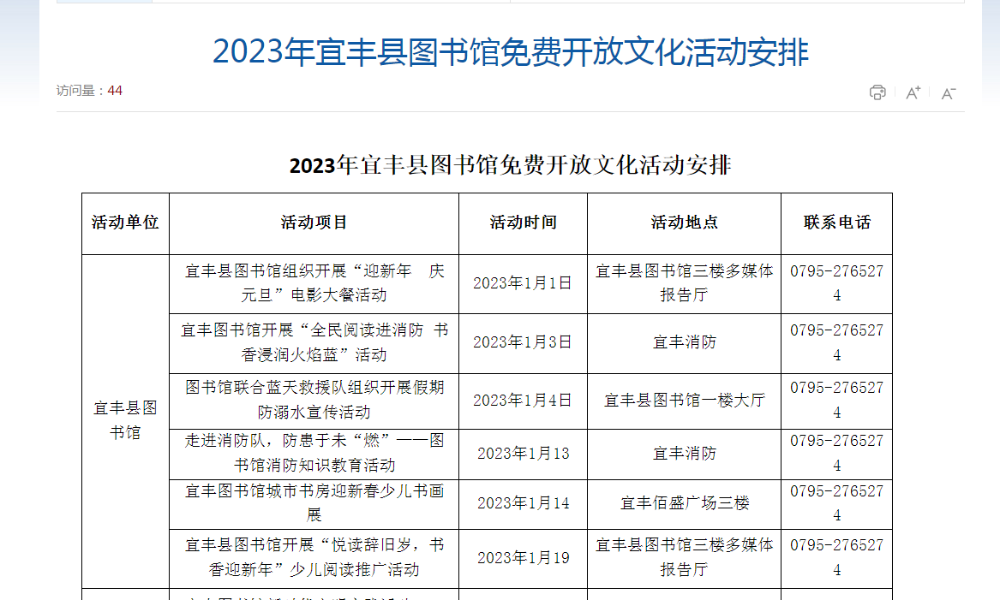 2023年宜丰县图书馆免费开放文化活动安排
访问量：44
A+
A-
2023年宜丰县图书馆免费开放文化活动安排
活动单位 活动项目 活动时间 活动地点 联系电话
宜丰县图
书馆
宜丰县图书馆组织开展“迎新年 庆
元旦”电影大餐活动
2023年1月1日
宜丰县图书馆三楼多媒体
报告厅
0795-276527
4
宜丰图书馆开展“全民阅读进消防 书
香浸润火焰蓝”活动
2023年1月3日
宜丰消防
0795-276527
4
图书馆联合蓝天救援队组织开展假期
防溺水宣传活动
2023年1月4日
宜丰县图书馆一楼大厅
0795-276527
4
走进消防队，防患于未“燃”——图
书馆消防知识教育活动
2023年1月13
宜丰消防
0795-276527
4
宜丰图书馆城市书房迎新春少儿书画
展
2023年1月14
宜丰佰盛广场三楼
0795-276527
4
宜丰县图书馆开展“悦读辞旧岁，书
香迎新年”少儿阅读推广活动
2023年1月19
宜丰县图书馆三楼多媒体
报告厅
0795-276527
4